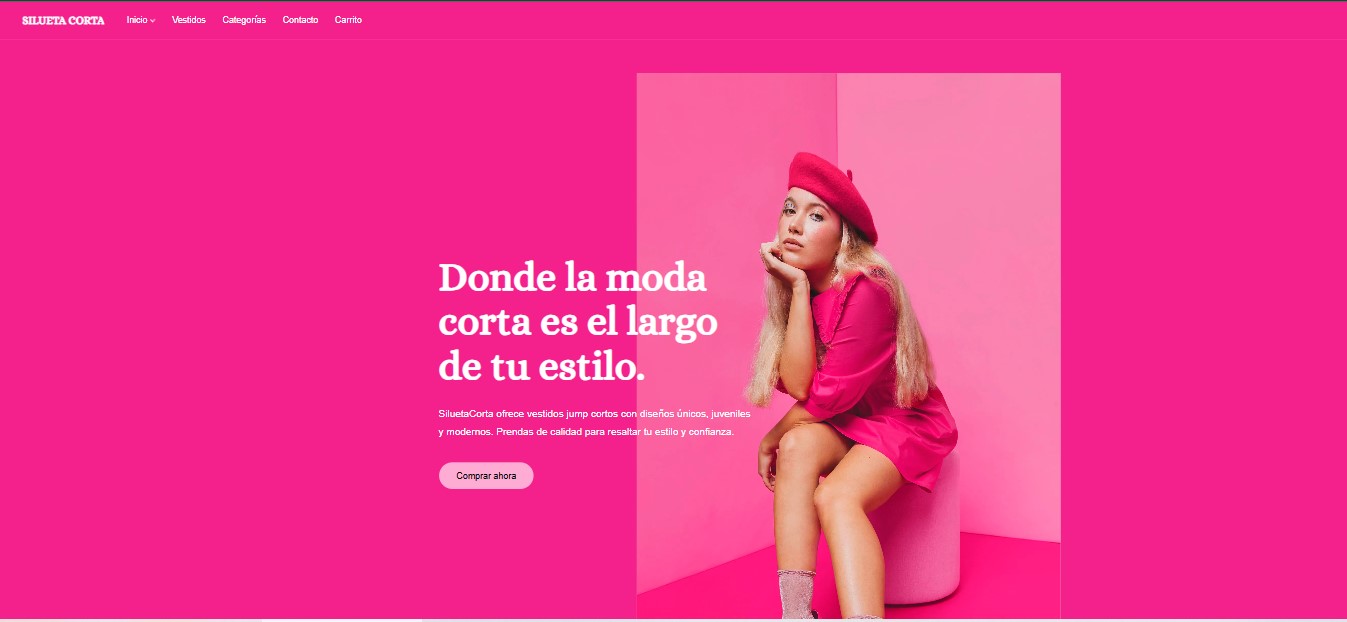 SILUETA CORTA
Inicio
Vestidos
Categorías
Contacto
Carrito
Donde la moda
corta es el largo
de tu estilo.
SiluetaCorta ofrece vestidos jump cortos con diseños únicos, juveniles
y modernos. Prendas de calidad para resaltar tu estilo y confianza.
Comprar ahora